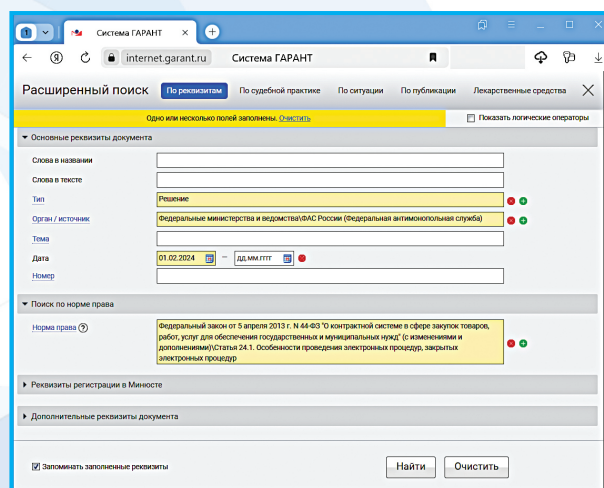 1
Система ГАРАНТ
internet.garant.ru
Система ГАРАНТ
Расширенный поиск
По реквизитам
По судебной практике
По ситуации
По публикации
Лекарственные средства
Одно или несколько полей заполнены. Очистить
Показать логические операторы
Основные реквизиты документа
Слова в названии
Слова в тексте
Тип
Решение
Орган / источник
Федеральные министерства и ведомства\ФАС России (Федеральная антимонопольная служба)
Тема
Дата
01.02.2024 – ДД.ММ.ГГГГ
Номер
Поиск по норме права
Норма права ?
Федеральный закон от 5 апреля 2013 г. N 44-ФЗ "О контрактной системе в сфере закупок товаров,
работ, услуг для обеспечения государственных и муниципальных нужд" (с изменениями и
дополнениями)\Статья 24.1. Особенности проведения электронных процедур, закрытых
электронных процедур
Реквизиты регистрации в Минюсте
Дополнительные реквизиты документа
Запоминать заполненные реквизиты
Найти
Очистить